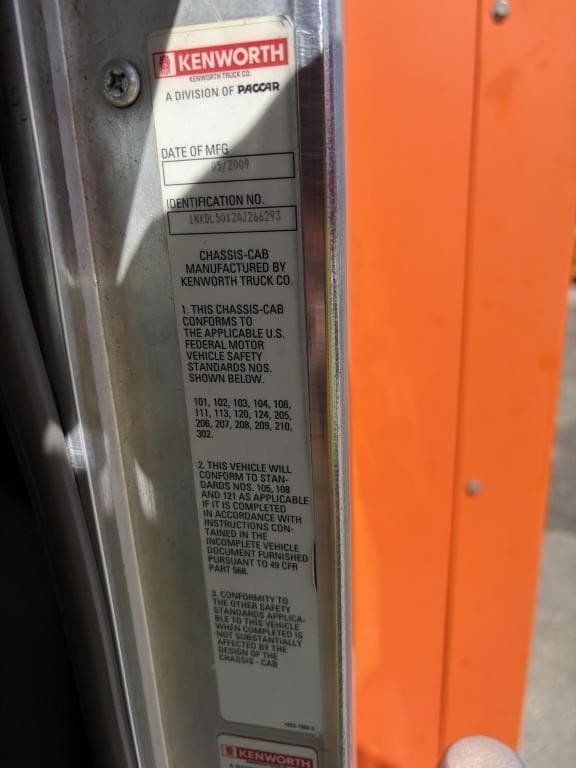 KENWORTH
KENWORTH TRUCK CO.
A DIVISION OF PACCAR
DATE OF MFG
05/2009
IDENTIFICATION NO.
1NKDL50X2AJ266293
CHASSIS-CAB
MANUFACTURED BY
KENWORTH TRUCK CO.
1. THIS CHASSIS-CAB
CONFORMS TO
THE APPLICABLE U.S.
FEDERAL MOTOR
VEHICLE SAFETY
STANDARDS NOS.
SHOWN BELOW.
101, 102, 103, 104, 106,
111, 113, 120, 124, 205,
206, 207, 208, 209, 210,
302.
2. THIS VEHICLE WILL
CONFORM TO STAN-
DARDS NOS. 105, 108
AND 121 AS APPLICABLE
IF IT IS COMPLETED
IN ACCORDANCE WITH
INSTRUCTIONS CON-
TAINED IN THE
INCOMPLETE VEHICLE
DOCUMENT FURNISHED
PURSUANT TO 49 CFR
PART 568.
3. CONFORMITY TO
THE OTHER SAFETY
STANDARDS APPLICA-
BLE TO THIS VEHICLE
WHEN COMPLETED IS
NOT SUBSTANTIALLY
AFFECTED BY THE
DESIGN OF THE
CHASSIS - CAB
KENWORTH
A DIVISION OF